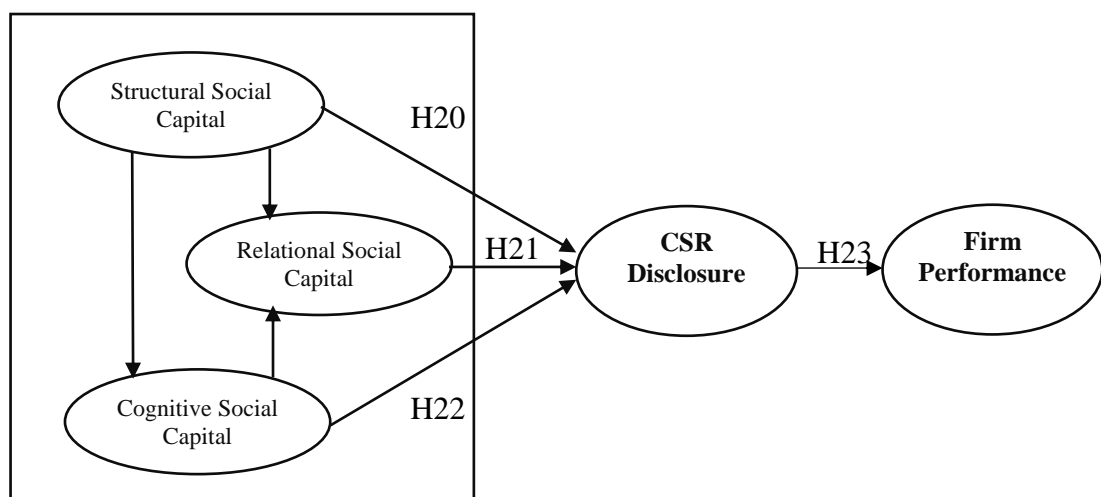 Structural Social
Capital
H20
Relational Social
Capital
H21
CSR
Disclosure
H23
Firm
Performance
Cognitive Social
Capital
H22